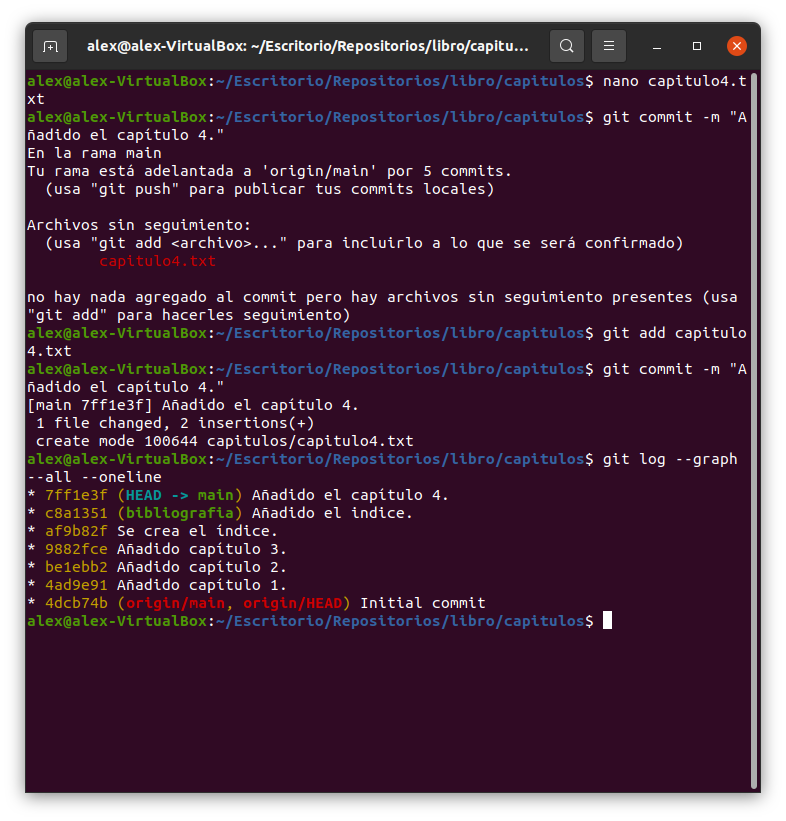 alex@alex-VirtualBox: ~/Escritorio/Repositorios/libro/capitu...
alex@alex-VirtualBox:~/Escritorio/Repositorios/libro/capitulos$ nano capitulo4.t
xt
alex@alex-VirtualBox:~/Escritorio/Repositorios/libro/capitulos$ git commit -m "A
ñadido el capítulo 4."
En la rama main
Tu rama está adelantada a 'origin/main' por 5 commits.
  (usa "git push" para publicar tus commits locales)

Archivos sin seguimiento:
  (usa "git add <archivo>..." para incluirlo a lo que se será confirmado)
        capitulo4.txt

no hay nada agregado al commit pero hay archivos sin seguimiento presentes (usa
"git add" para hacerles seguimiento)
alex@alex-VirtualBox:~/Escritorio/Repositorios/libro/capitulos$ git add capitulo
4.txt
alex@alex-VirtualBox:~/Escritorio/Repositorios/libro/capitulos$ git commit -m "A
ñadido el capítulo 4."
[main 7ff1e3f] Añadido el capítulo 4.
 1 file changed, 2 insertions(+)
 create mode 100644 capitulos/capitulo4.txt
alex@alex-VirtualBox:~/Escritorio/Repositorios/libro/capitulos$ git log --graph
--all --oneline
* 7ff1e3f (HEAD -> main) Añadido el capítulo 4.
* c8a1351 (bibliografia) Añadido el indice.
* af9b82f Se crea el índice.
* 9882fce Añadido capítulo 3.
* be1ebb2 Añadido capítulo 2.
* 4ad9e91 Añadido capítulo 1.
* 4dcb74b (origin/main, origin/HEAD) Initial commit
alex@alex-VirtualBox:~/Escritorio/Repositorios/libro/capitulos$